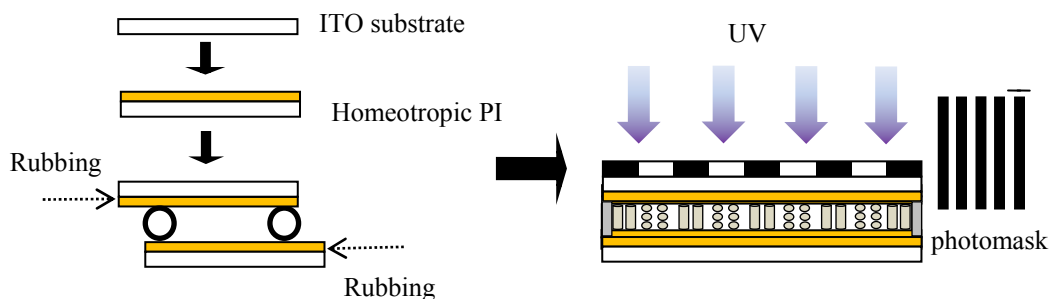 ITO substrate
Homeotropic PI
Rubbing
Rubbing
UV
photomask